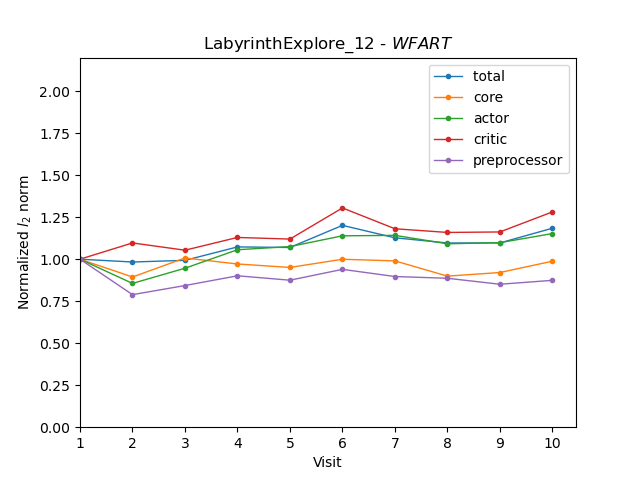 LabyrinthExplore_12 - WFART
total
core
actor
critic
preprocessor
Normalized l₂ norm
2.00
1.75
1.50
1.25
1.00
0.75
0.50
0.25
0.00
1 2 3 4 5 6 7 8 9 10
Visit